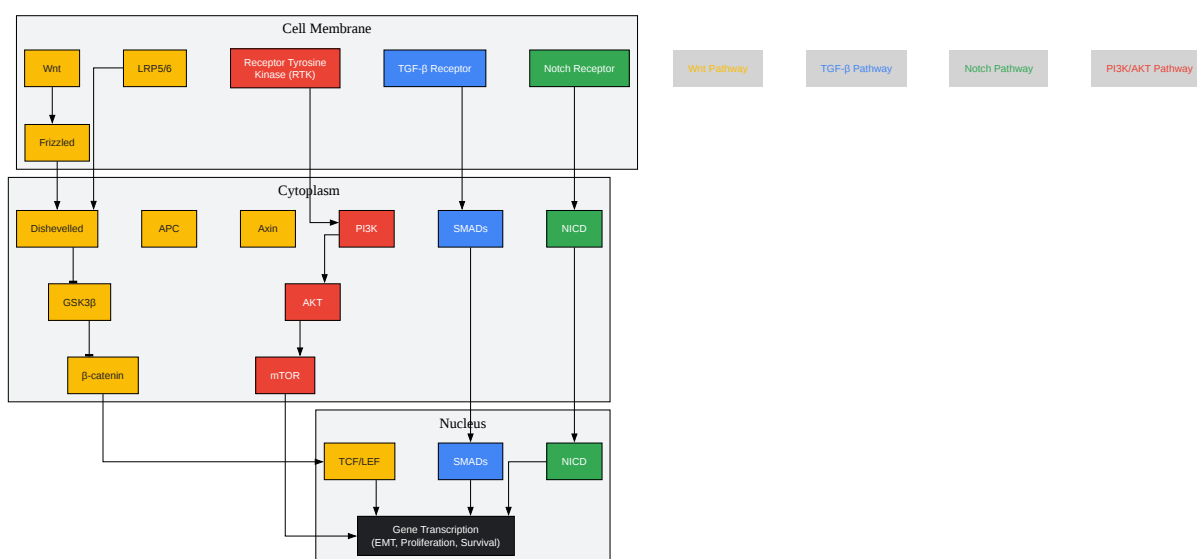 Cell Membrane
Wnt
LRP5/6
Receptor Tyrosine
Kinase (RTK)
TGF-β Receptor
Notch Receptor
Wnt Pathway
TGF-β Pathway
Notch Pathway
PI3K/AKT Pathway
Frizzled
Cytoplasm
Dishevelled
APC
Axin
PI3K
SMADs
NICD
GSK3β
AKT
β-catenin
mTOR
Nucleus
TCF/LEF
SMADs
NICD
Gene Transcription
(EMT, Proliferation, Survival)